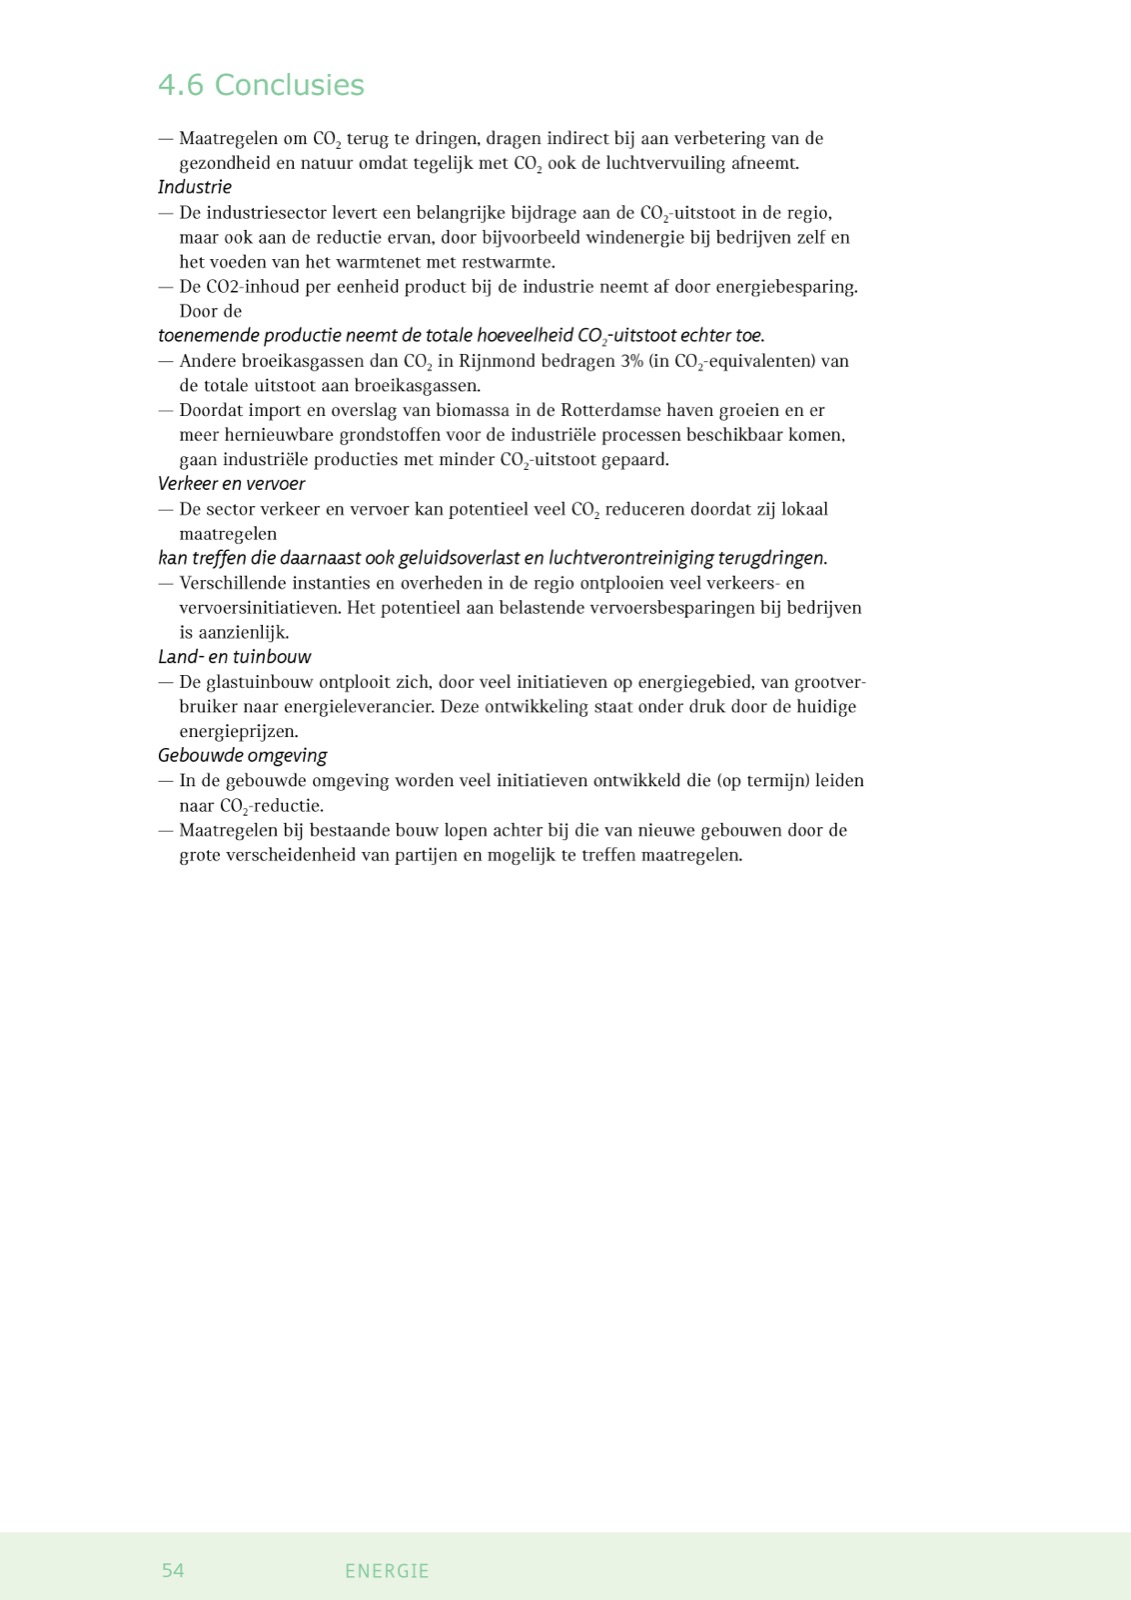 4.6 Conclusies
— Maatregelen om CO₂ terug te dringen, dragen indirect bij aan verbetering van de
gezondheid en natuur omdat tegelijk met CO₂ ook de luchtvervuiling afneemt.
Industrie
— De industriesector levert een belangrijke bijdrage aan de CO₂-uitstoot in de regio,
maar ook aan de reductie ervan, door bijvoorbeeld windenergie bij bedrijven zelf en
het voeden van het warmtenet met restwarmte.
— De CO2-inhoud per eenheid product bij de industrie neemt af door energiebesparing.
Door de
toenemende productie neemt de totale hoeveelheid CO₂-uitstoot echter toe.
— Andere broeikasgassen dan CO₂ in Rijnmond bedragen 3% (in CO₂-equivalenten) van
de totale uitstoot aan broeikasgassen.
— Doordat import en overslag van biomassa in de Rotterdamse haven groeien en er
meer hernieuwbare grondstoffen voor de industriële processen beschikbaar komen,
gaan industriële producties met minder CO₂-uitstoot gepaard.
Verkeer en vervoer
— De sector verkeer en vervoer kan potentieel veel CO₂ reduceren doordat zij lokaal
maatregelen
kan treffen die daarnaast ook geluidsoverlast en luchtverontreiniging terugdringen.
— Verschillende instanties en overheden in de regio ontplooien veel verkeers- en
vervoersinitiatieven. Het potentieel aan belastende vervoersbesparingen bij bedrijven
is aanzienlijk.
Land- en tuinbouw
— De glastuinbouw ontplooit zich, door veel initiatieven op energiegebied, van grootver-
bruiker naar energieleverancier. Deze ontwikkeling staat onder druk door de huidige
energieprijzen.
Gebouwde omgeving
— In de gebouwde omgeving worden veel initiatieven ontwikkeld die (op termijn) leiden
naar CO₂-reductie.
— Maatregelen bij bestaande bouw lopen achter bij die van nieuwe gebouwen door de
grote verscheidenheid van partijen en mogelijk te treffen maatregelen.
54 ENERGIE